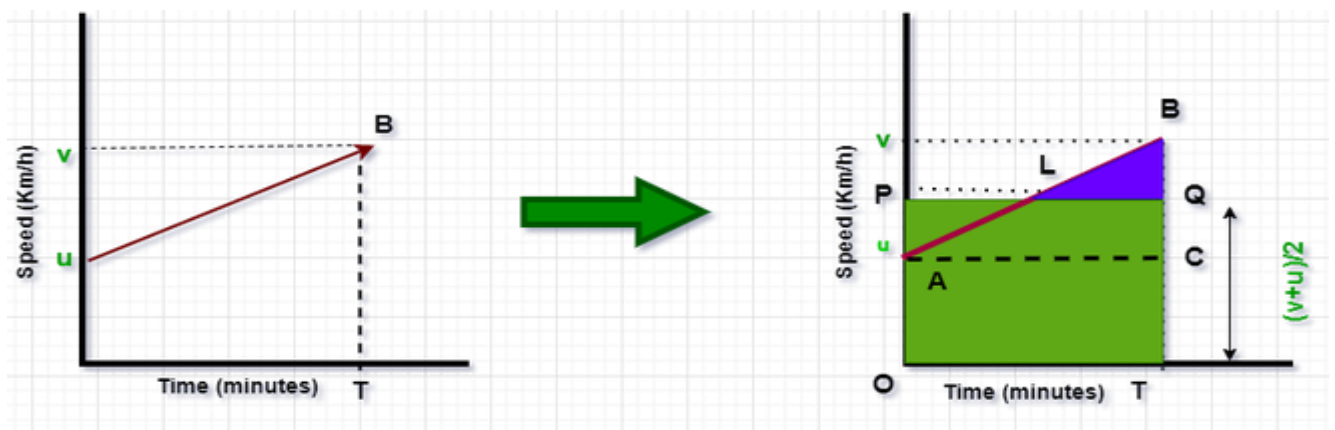 B
v
u
Speed (Km/h)
Time (minutes)
T
B
v
L
P
Q
u
C
A
Speed (Km/h)
(v+u)/2
O
Time (minutes)
T